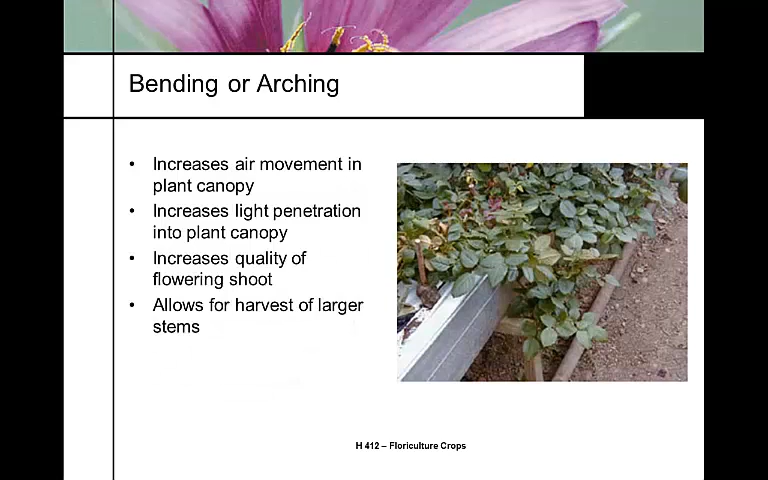 Bending or Arching
• Increases air movement in
plant canopy
• Increases light penetration
into plant canopy
• Increases quality of
flowering shoot
• Allows for harvest of larger
stems
H 412 – Floriculture Crops